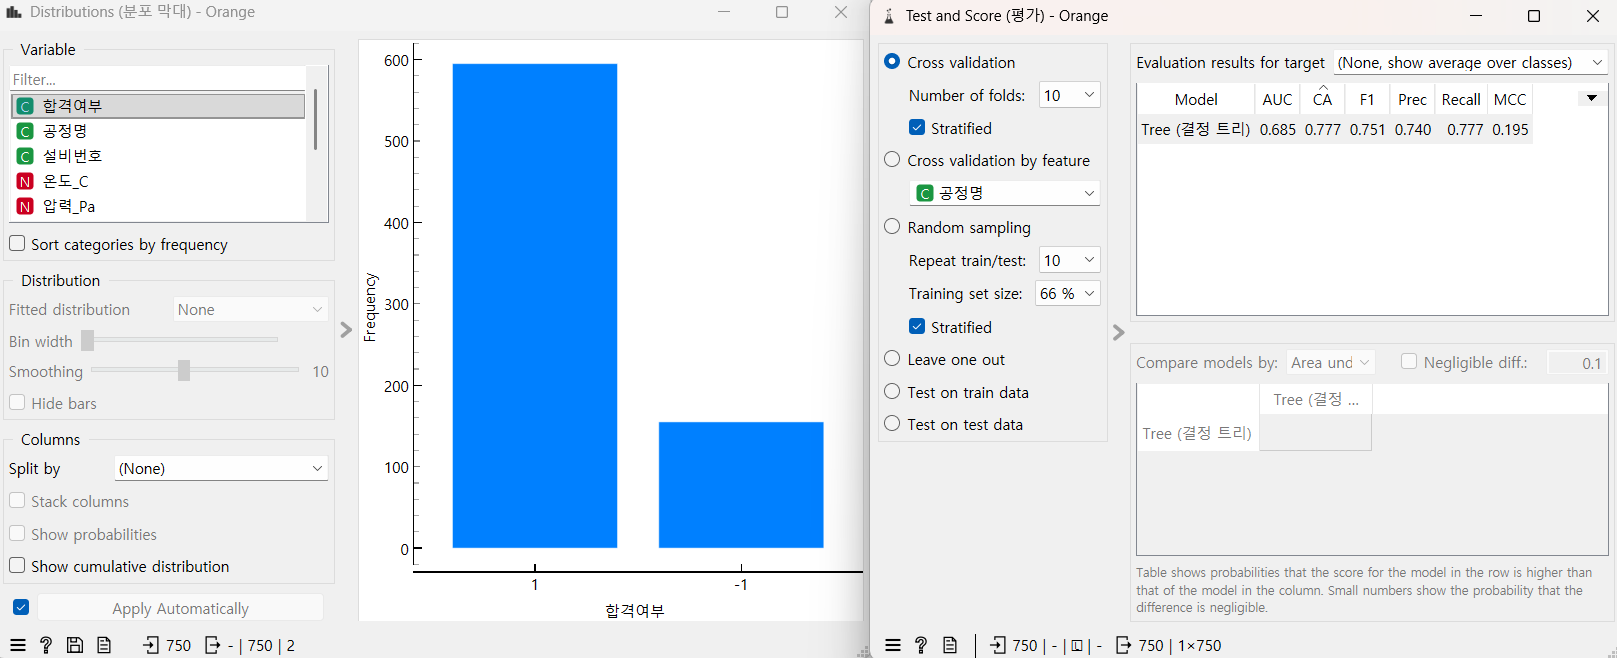 Distributions (분포 막대) - Orange
Variable
Filter...
C 합격여부
C 공정명
C 설비번호
N 온도_C
N 압력_Pa
Sort categories by frequency
Distribution
Fitted distribution None
Bin width
Smoothing 10
Hide bars
Columns
Split by (None)
Stack columns
Show probabilities
Show cumulative distribution
Apply Automatically
750 - | 750 | 2
600
500
400
300
200
100
0
Frequency
1 -1
합격여부
Test and Score (평가) - Orange
Cross validation
Number of folds: 10
Stratified
Cross validation by feature
C 공정명
Random sampling
Repeat train/test: 10
Training set size: 66 %
Stratified
Leave one out
Test on train data
Test on test data
Evaluation results for target (None, show average over classes)
Model AUC CA F1 Prec Recall MCC
Tree (결정 트리) 0.685 0.777 0.751 0.740 0.777 0.195
Compare models by: Area und Negligible diff.: 0.1
Tree (결정 ...
Tree (결정 트리)
Table shows probabilities that the score for the model in the row is higher than
that of the model in the column. Small numbers show the probability that the
difference is negligible.
750 | - | - 750 | 1×750